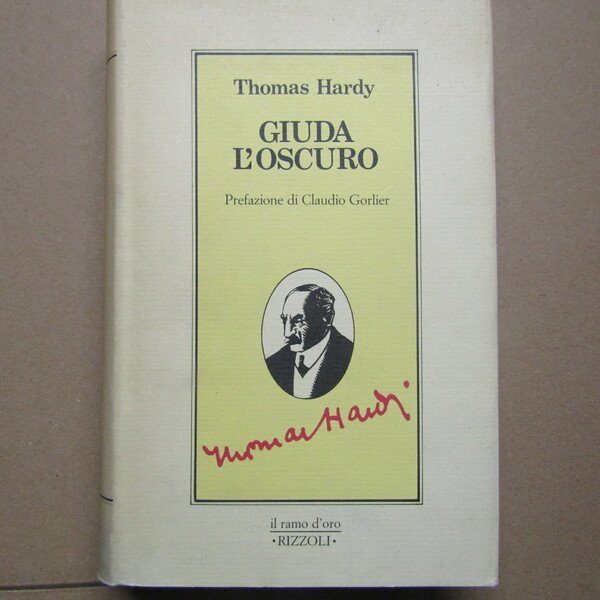 Thomas Hardy
GIUDA
L'OSCURO
Prefazione di Claudio Gorlier
Thomas Hardy
il ramo d'oro
· RIZZOLI ·